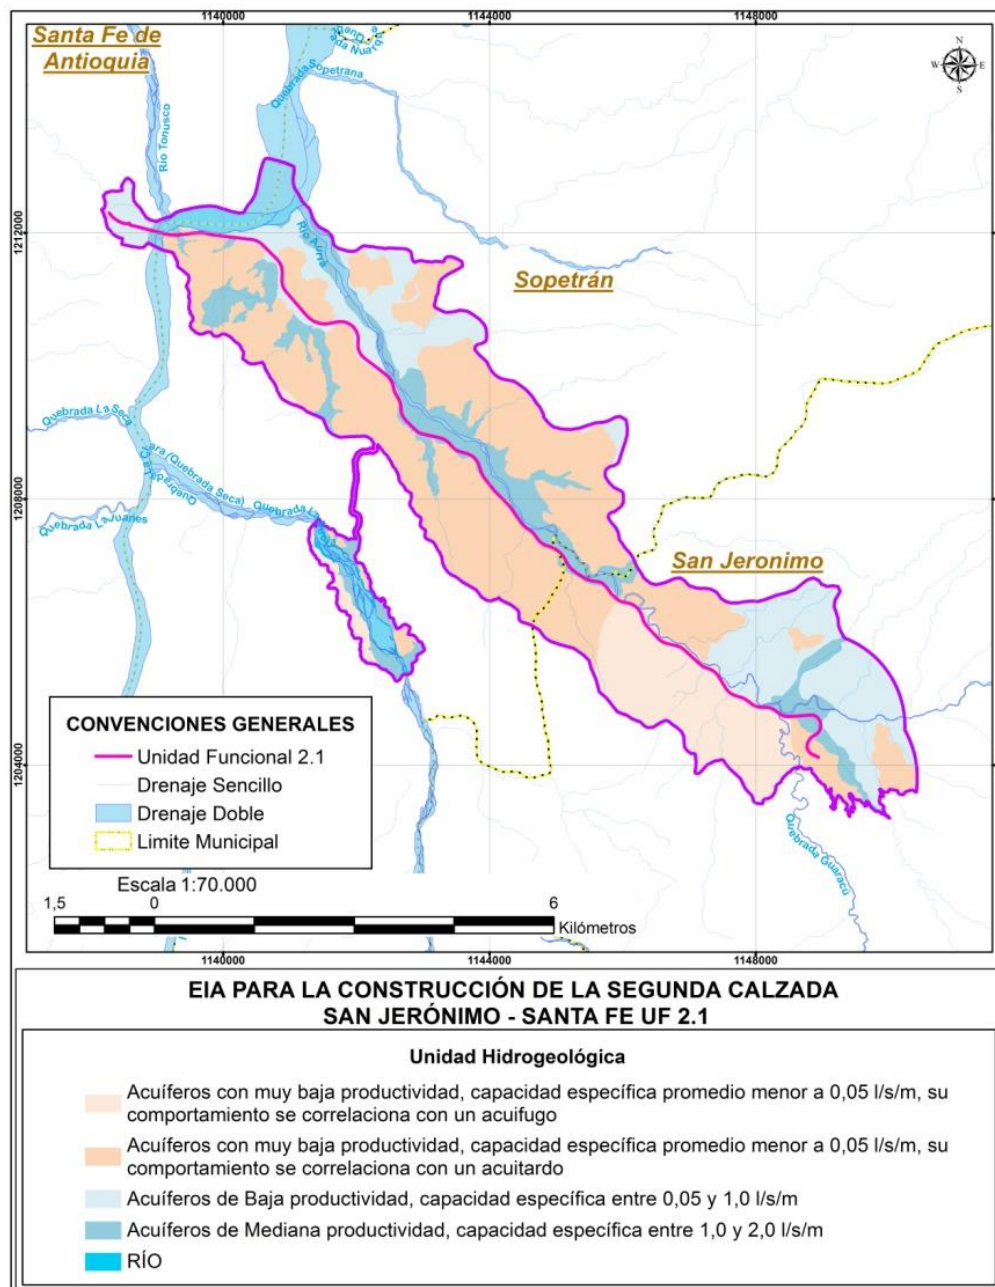 1140000
1144000
1148000
Santa Fe de
Antioquia
N
W
E
S
Quebrada Sopetrana
Río Tonusco
1212000
Río Aurrá
Sopetrán
Quebrada La Seca
(Quebrada Seca)
Quebrada La
1208000
Quebrada La Juanes
San Jeronimo
CONVENCIONES GENERALES
Unidad Funcional 2.1
Drenaje Sencillo
Drenaje Doble
Limite Municipal
1204000
Quebrada Guaracú
Escala 1:70.000
1,5
0
6
Kilómetros
1140000
1144000
1148000
EIA PARA LA CONSTRUCCIÓN DE LA SEGUNDA CALZADA
SAN JERÓNIMO - SANTA FE UF 2.1
Unidad Hidrogeológica
Acuíferos con muy baja productividad, capacidad específica promedio menor a 0,05 l/s/m, su
comportamiento se correlaciona con un acuifugo
Acuíferos con muy baja productividad, capacidad específica promedio menor a 0,05 l/s/m, su
comportamiento se correlaciona con un acuitardo
Acuíferos de Baja productividad, capacidad específica entre 0,05 y 1,0 l/s/m
Acuíferos de Mediana productividad, capacidad específica entre 1,0 y 2,0 l/s/m
RÍO